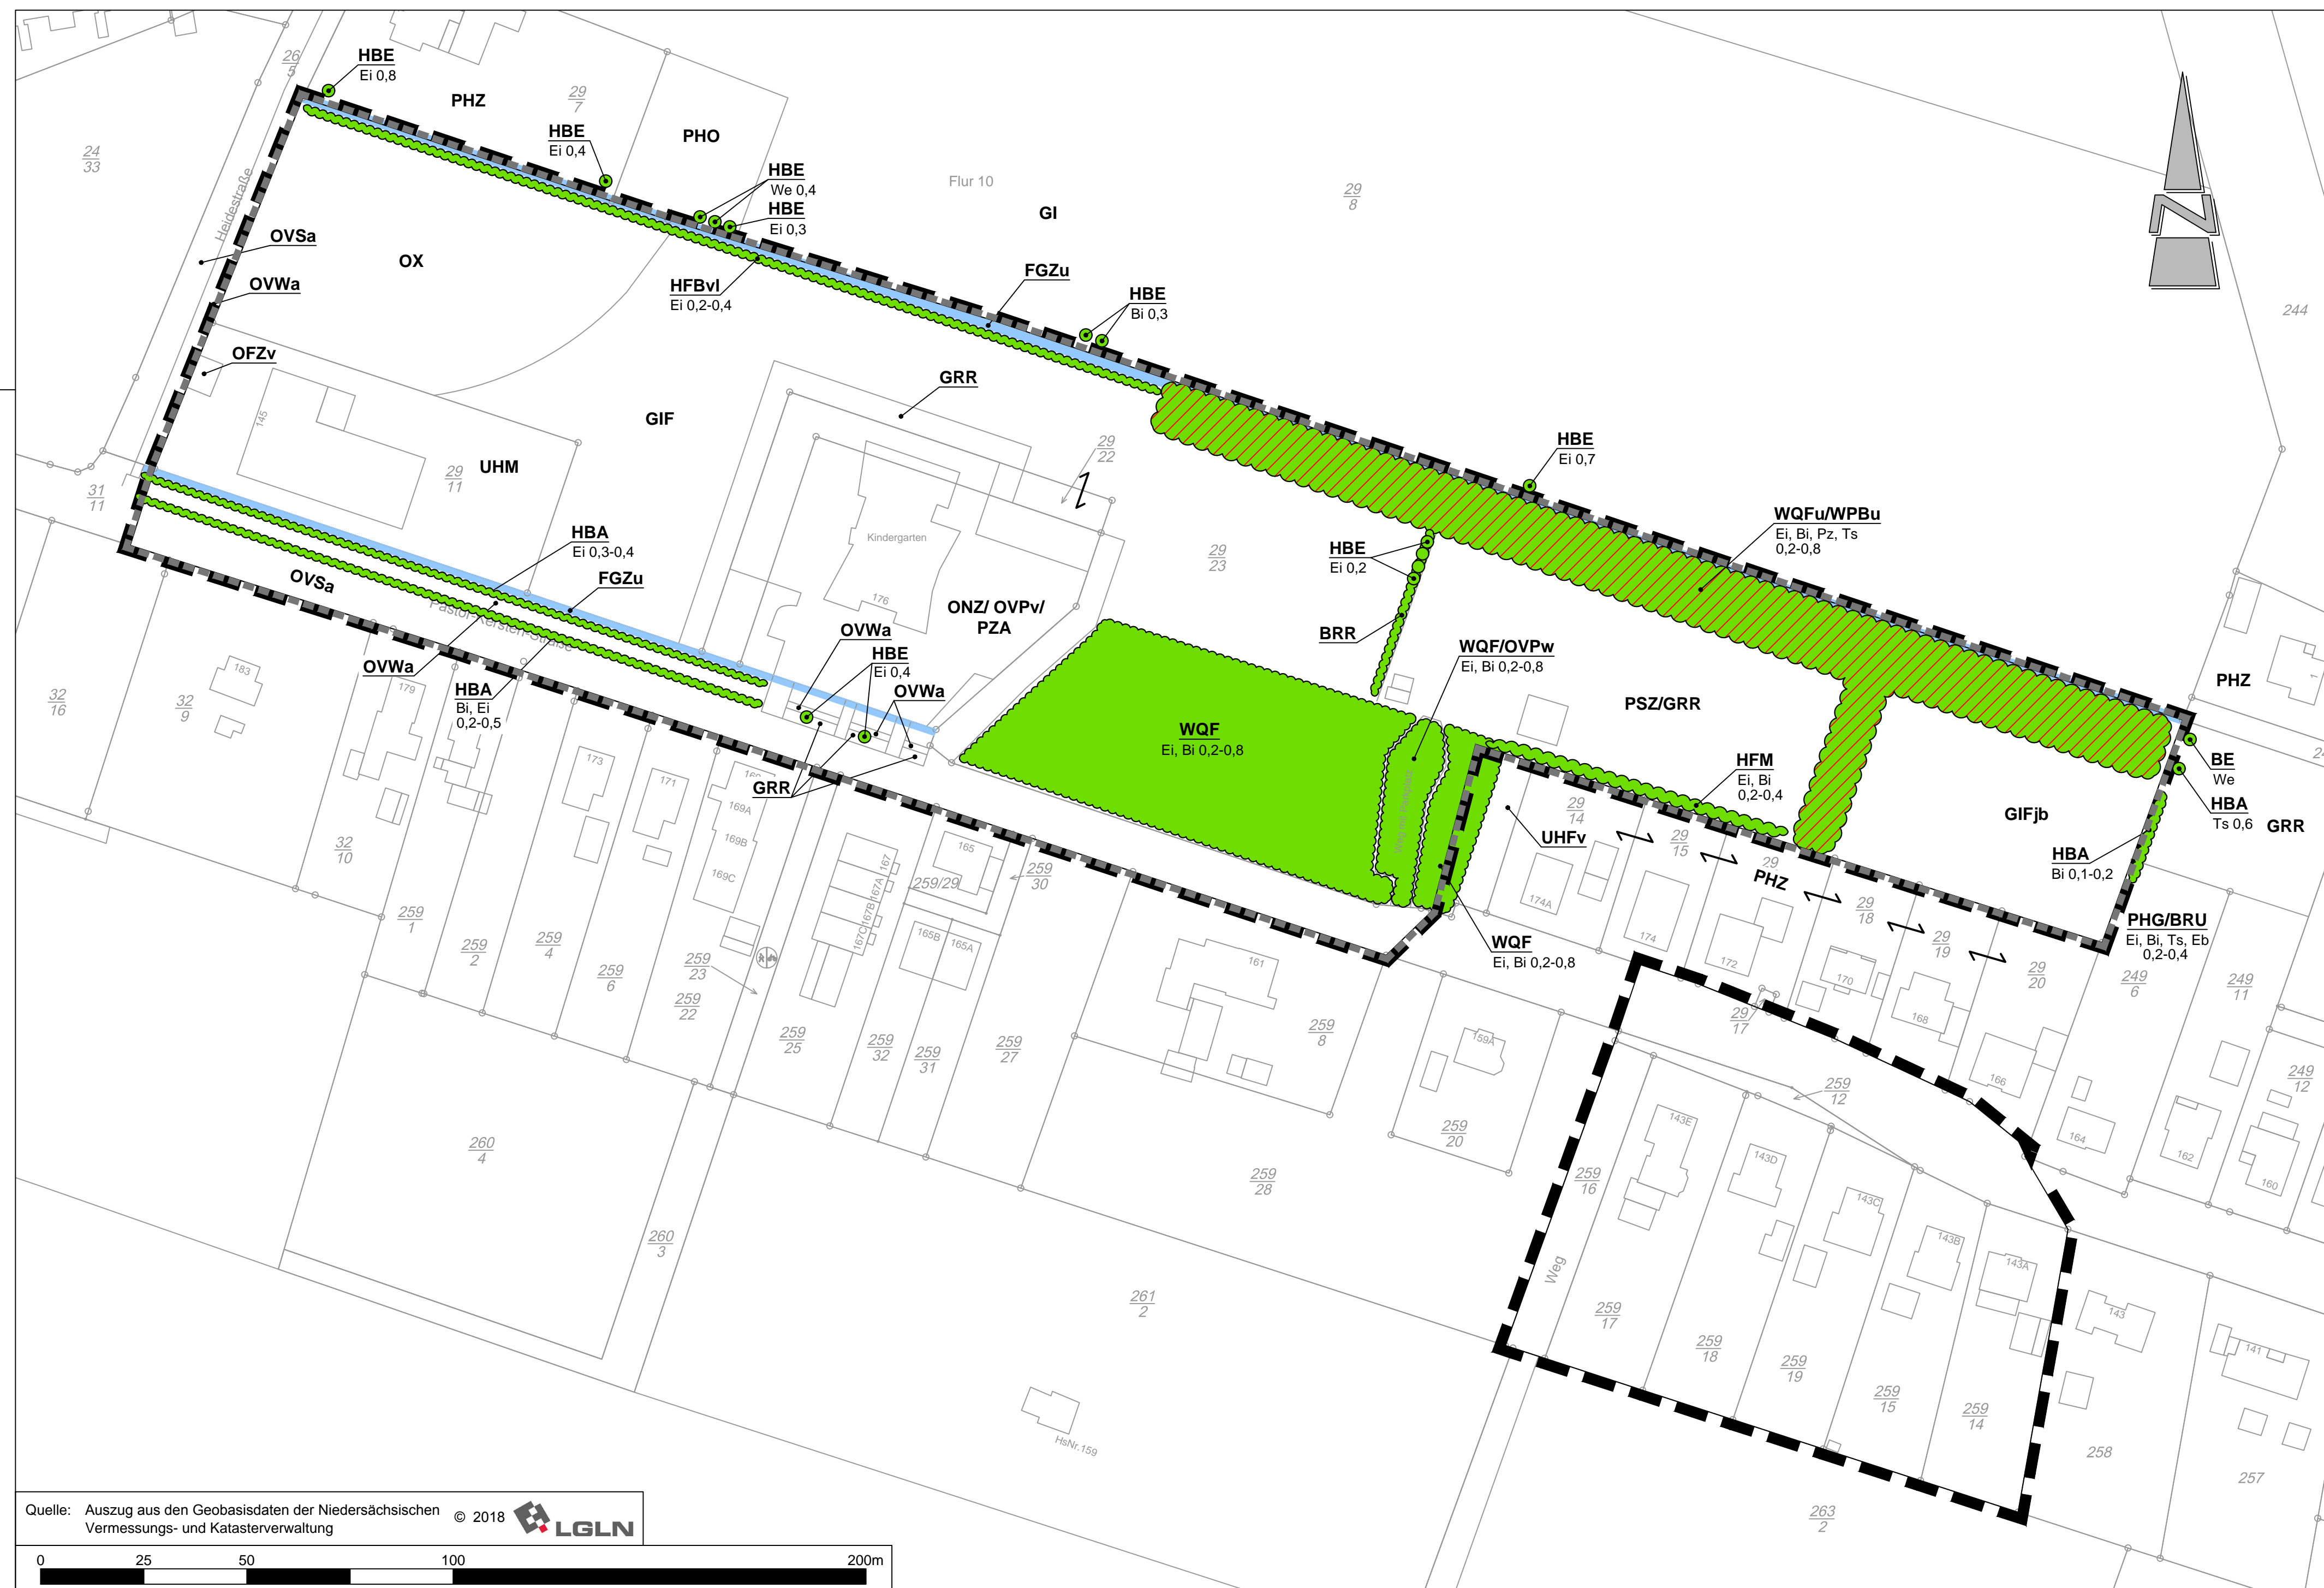 26
5
HBE
Ei 0,8
PHZ
29
7
HBE
Ei 0,4
PHO
HBE
We 0,4
HBE
Ei 0,3
Flur 10
GI
29
8
24
33
Heidestraße
OVSa
OX
OVWa
HFBvl
Ei 0,2-0,4
FGZu
HBE
Bi 0,3
244
OFZv
145
GRR
GIF
29
22
UHM
29
11
31
11
HBE
Ei 0,7
WQFu/WPBu
Ei, Bi, Pz, Ts
0,2-0,8
Kindergarten
HBA
Ei 0,3-0,4
FGZu
OVSa
Pastor-Kersten-Straße
176
29
23
HBE
Ei 0,2
ONZ/ OVPv/
PZA
BRR
OVWa
HBE
Ei 0,4
OVWa
WQF/OVPw
Ei, Bi 0,2-0,8
OVWa
HBA
Bi, Ei
0,2-0,5
183
179
32
16
32
9
PHZ
PSZ/GRR
WQF
Ei, Bi 0,2-0,8
BE
We
173
171
169A
169B
169C
GRR
HFM
Ei, Bi
0,2-0,4
HBA
Ts 0,6
GRR
GIFjb
29
14
29
15
29
UHFv
PHZ
HBA
Bi 0,1-0,2
32
10
165
167
167A
167B
167C
259/29
259
30
174A
174
172
170
168
166
29
18
29
19
29
20
PHG/BRU
Ei, Bi, Ts, Eb
0,2-0,4
259
1
259
2
259
4
259
6
259
23
259
22
165B
165A
161
WQF
Ei, Bi 0,2-0,8
249
6
249
11
29
17
259
25
259
32
259
31
259
27
259
8
159A
259
12
249
12
164
162
160
260
4
259
20
143E
143D
143C
143B
143A
259
28
259
16
260
3
Weg
261
2
259
17
259
18
259
19
259
15
259
14
143
141
258
257
HsNr.159
263
2
Quelle: Auszug aus den Geobasisdaten der Niedersächsischen
Vermessungs- und Katasterverwaltung
© 2018
LGLN
0 25 50 100 200m
N